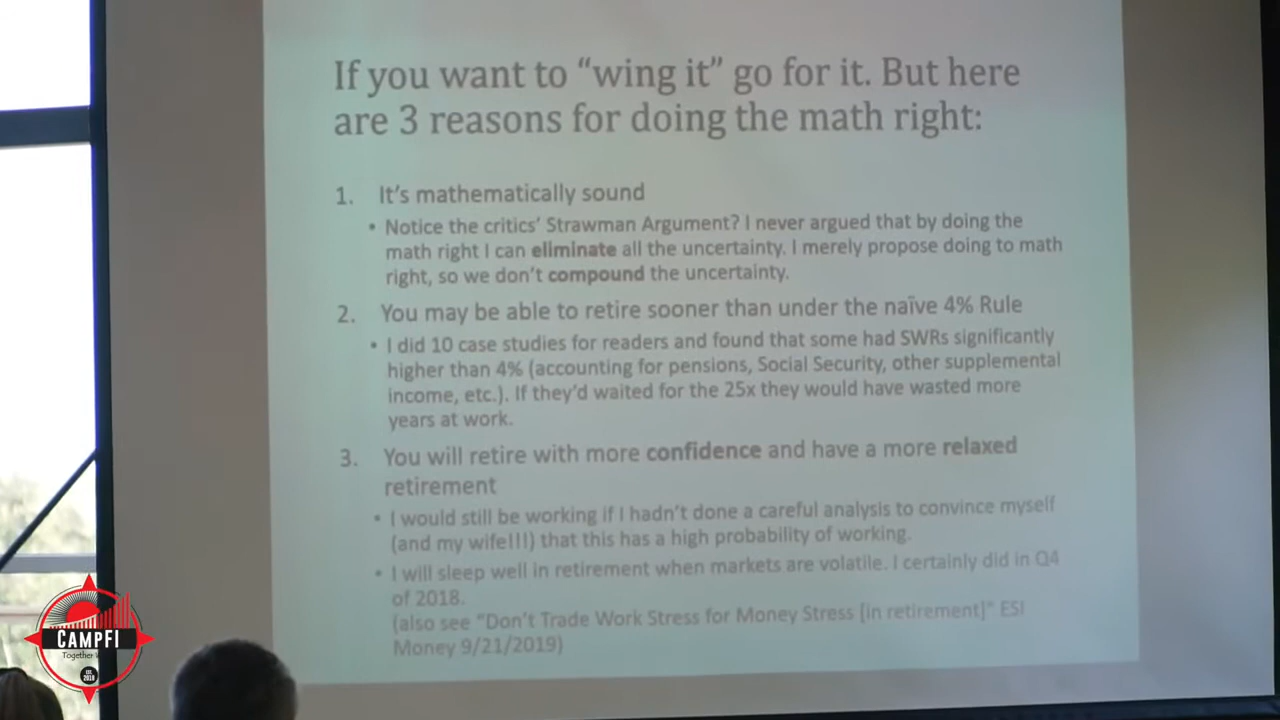 If you want to “wing it” go for it. But here
are 3 reasons for doing the math right:
1. It’s mathematically sound
• Notice the critics’ Strawman Argument? I never argued that by doing the
math right I can eliminate all the uncertainty. I merely propose doing to math
right, so we don’t compound the uncertainty.
2. You may be able to retire sooner than under the naïve 4% Rule
• I did 10 case studies for readers and found that some had SWRs significantly
higher than 4% (accounting for pensions, Social Security, other supplemental
income, etc.). If they’d waited for the 25x they would have wasted more
years at work.
3. You will retire with more confidence and have a more relaxed
retirement
• I would still be working if I hadn’t done a careful analysis to convince myself
(and my wife!!!) that this has a high probability of working.
• I will sleep well in retirement when markets are volatile. I certainly did in Q4
of 2018.
(also see “Don’t Trade Work Stress for Money Stress [in retirement]” ESI
Money 9/21/2019)
CAMPFI
Together
EST.
2018